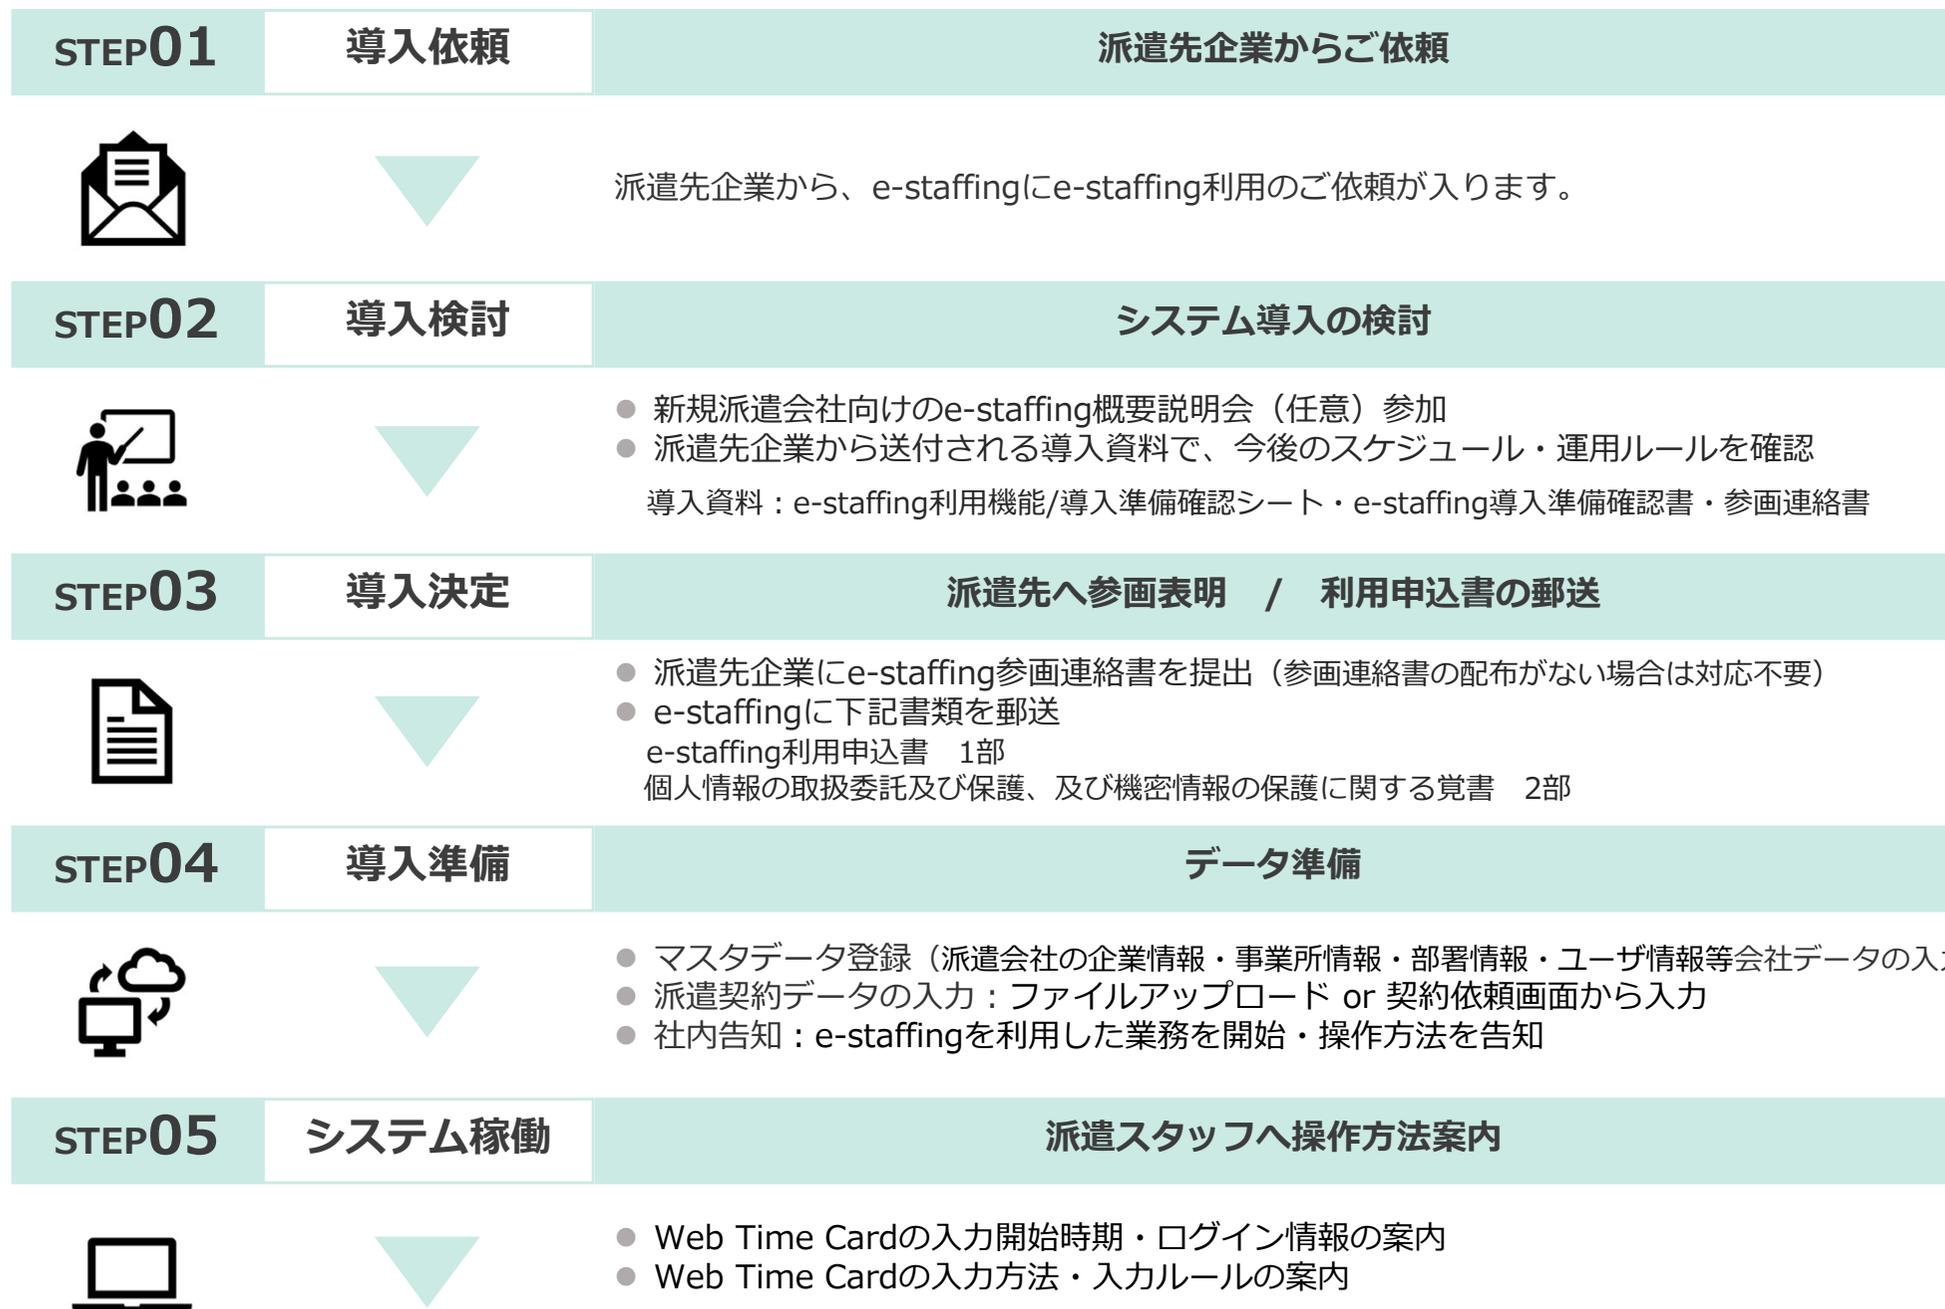 STEP01 導入依頼 派遣先企業からご依頼
派遣先企業から、e-staffingにe-staffing利用のご依頼が入ります。
STEP02 導入検討 システム導入の検討
● 新規派遣会社向けのe-staffing概要説明会（任意）参加
● 派遣先企業から送付される導入資料で、今後のスケジュール・運用ルールを確認
導入資料：e-staffing利用機能/導入準備確認シート・e-staffing導入準備確認書・参画連絡書
STEP03 導入決定 派遣先へ参画表明　/　利用申込書の郵送
● 派遣先企業にe-staffing参画連絡書を提出（参画連絡書の配布がない場合は対応不要）
● e-staffingに下記書類を郵送
e-staffing利用申込書　1部
個人情報の取扱委託及び保護、及び機密情報の保護に関する覚書　2部
STEP04 導入準備 データ準備
● マスタデータ登録（派遣会社の企業情報・事業所情報・部署情報・ユーザ情報等会社データの入
● 派遣契約データの入力：ファイルアップロード or 契約依頼画面から入力
● 社内告知：e-staffingを利用した業務を開始・操作方法を告知
STEP05 システム稼働 派遣スタッフへ操作方法案内
● Web Time Cardの入力開始時期・ログイン情報の案内
● Web Time Cardの入力方法・入力ルールの案内